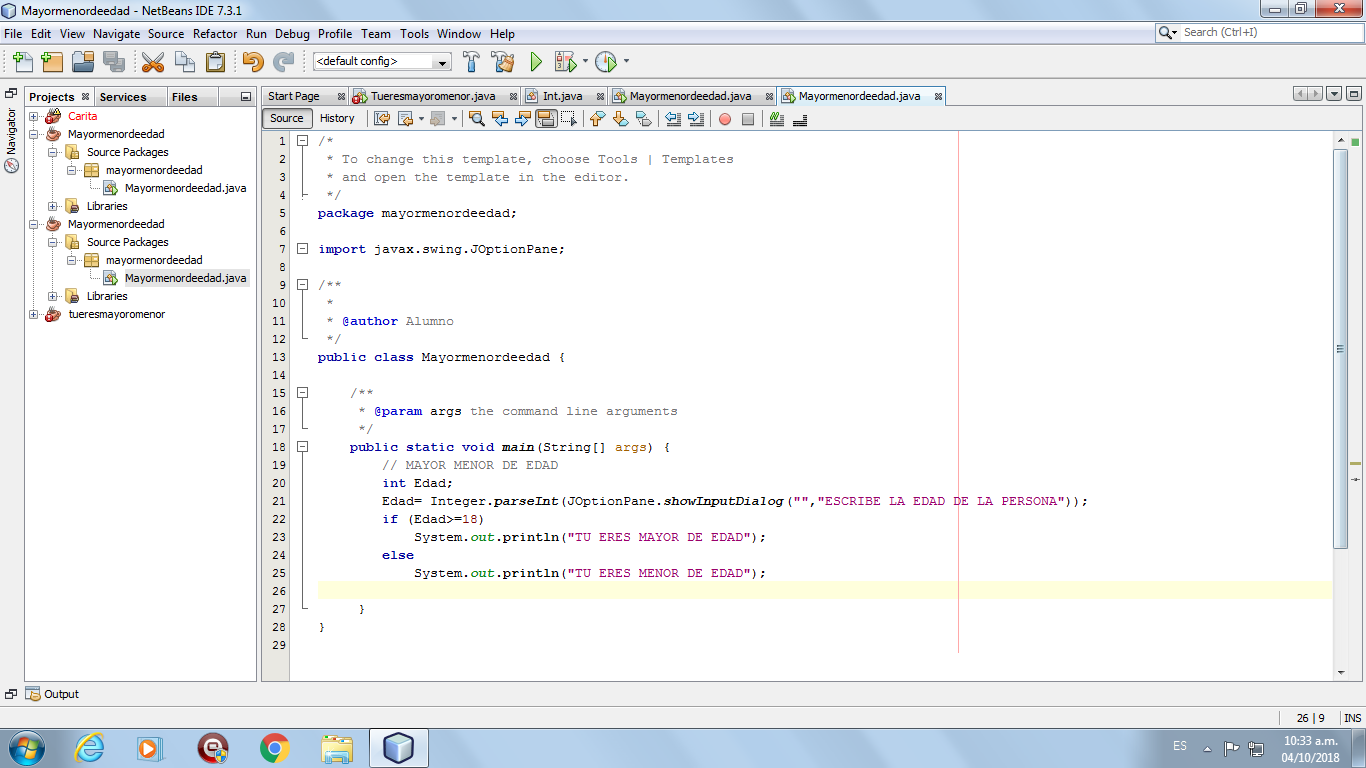 Mayormenordeedad - NetBeans IDE 7.3.1
File Edit View Navigate Source Refactor Run Debug Profile Team Tools Window Help
Search (Ctrl+I)
<default config>
Projects Services Files
Start Page Tueresmayoromenor.java Int.java Mayormenordeedad.java Mayormenordeedad.java
Navigator
Carita
Mayormenordeedad
Source Packages
mayormenordeedad
Mayormenordeedad.java
Libraries
Mayormenordeedad
Source Packages
mayormenordeedad
Mayormenordeedad.java
Libraries
tueresmayoromenor
Source History
1 /*
2 * To change this template, choose Tools | Templates
3 * and open the template in the editor.
4 */
5 package mayormenordeedad;
6
7 import javax.swing.JOptionPane;
8
9 /**
10 *
11 * @author Alumno
12 */
13 public class Mayormenordeedad {
14
15 /**
16 * @param args the command line arguments
17 */
18 public static void main(String[] args) {
19 // MAYOR MENOR DE EDAD
20 int Edad;
21 Edad= Integer.parseInt(JOptionPane.showInputDialog("","ESCRIBE LA EDAD DE LA PERSONA"));
22 if (Edad>=18)
23 System.out.println("TU ERES MAYOR DE EDAD");
24 else
25 System.out.println("TU ERES MENOR DE EDAD");
26
27 }
28 }
29
Output
26 | 9 INS
ES
10:33 a.m.
04/10/2018